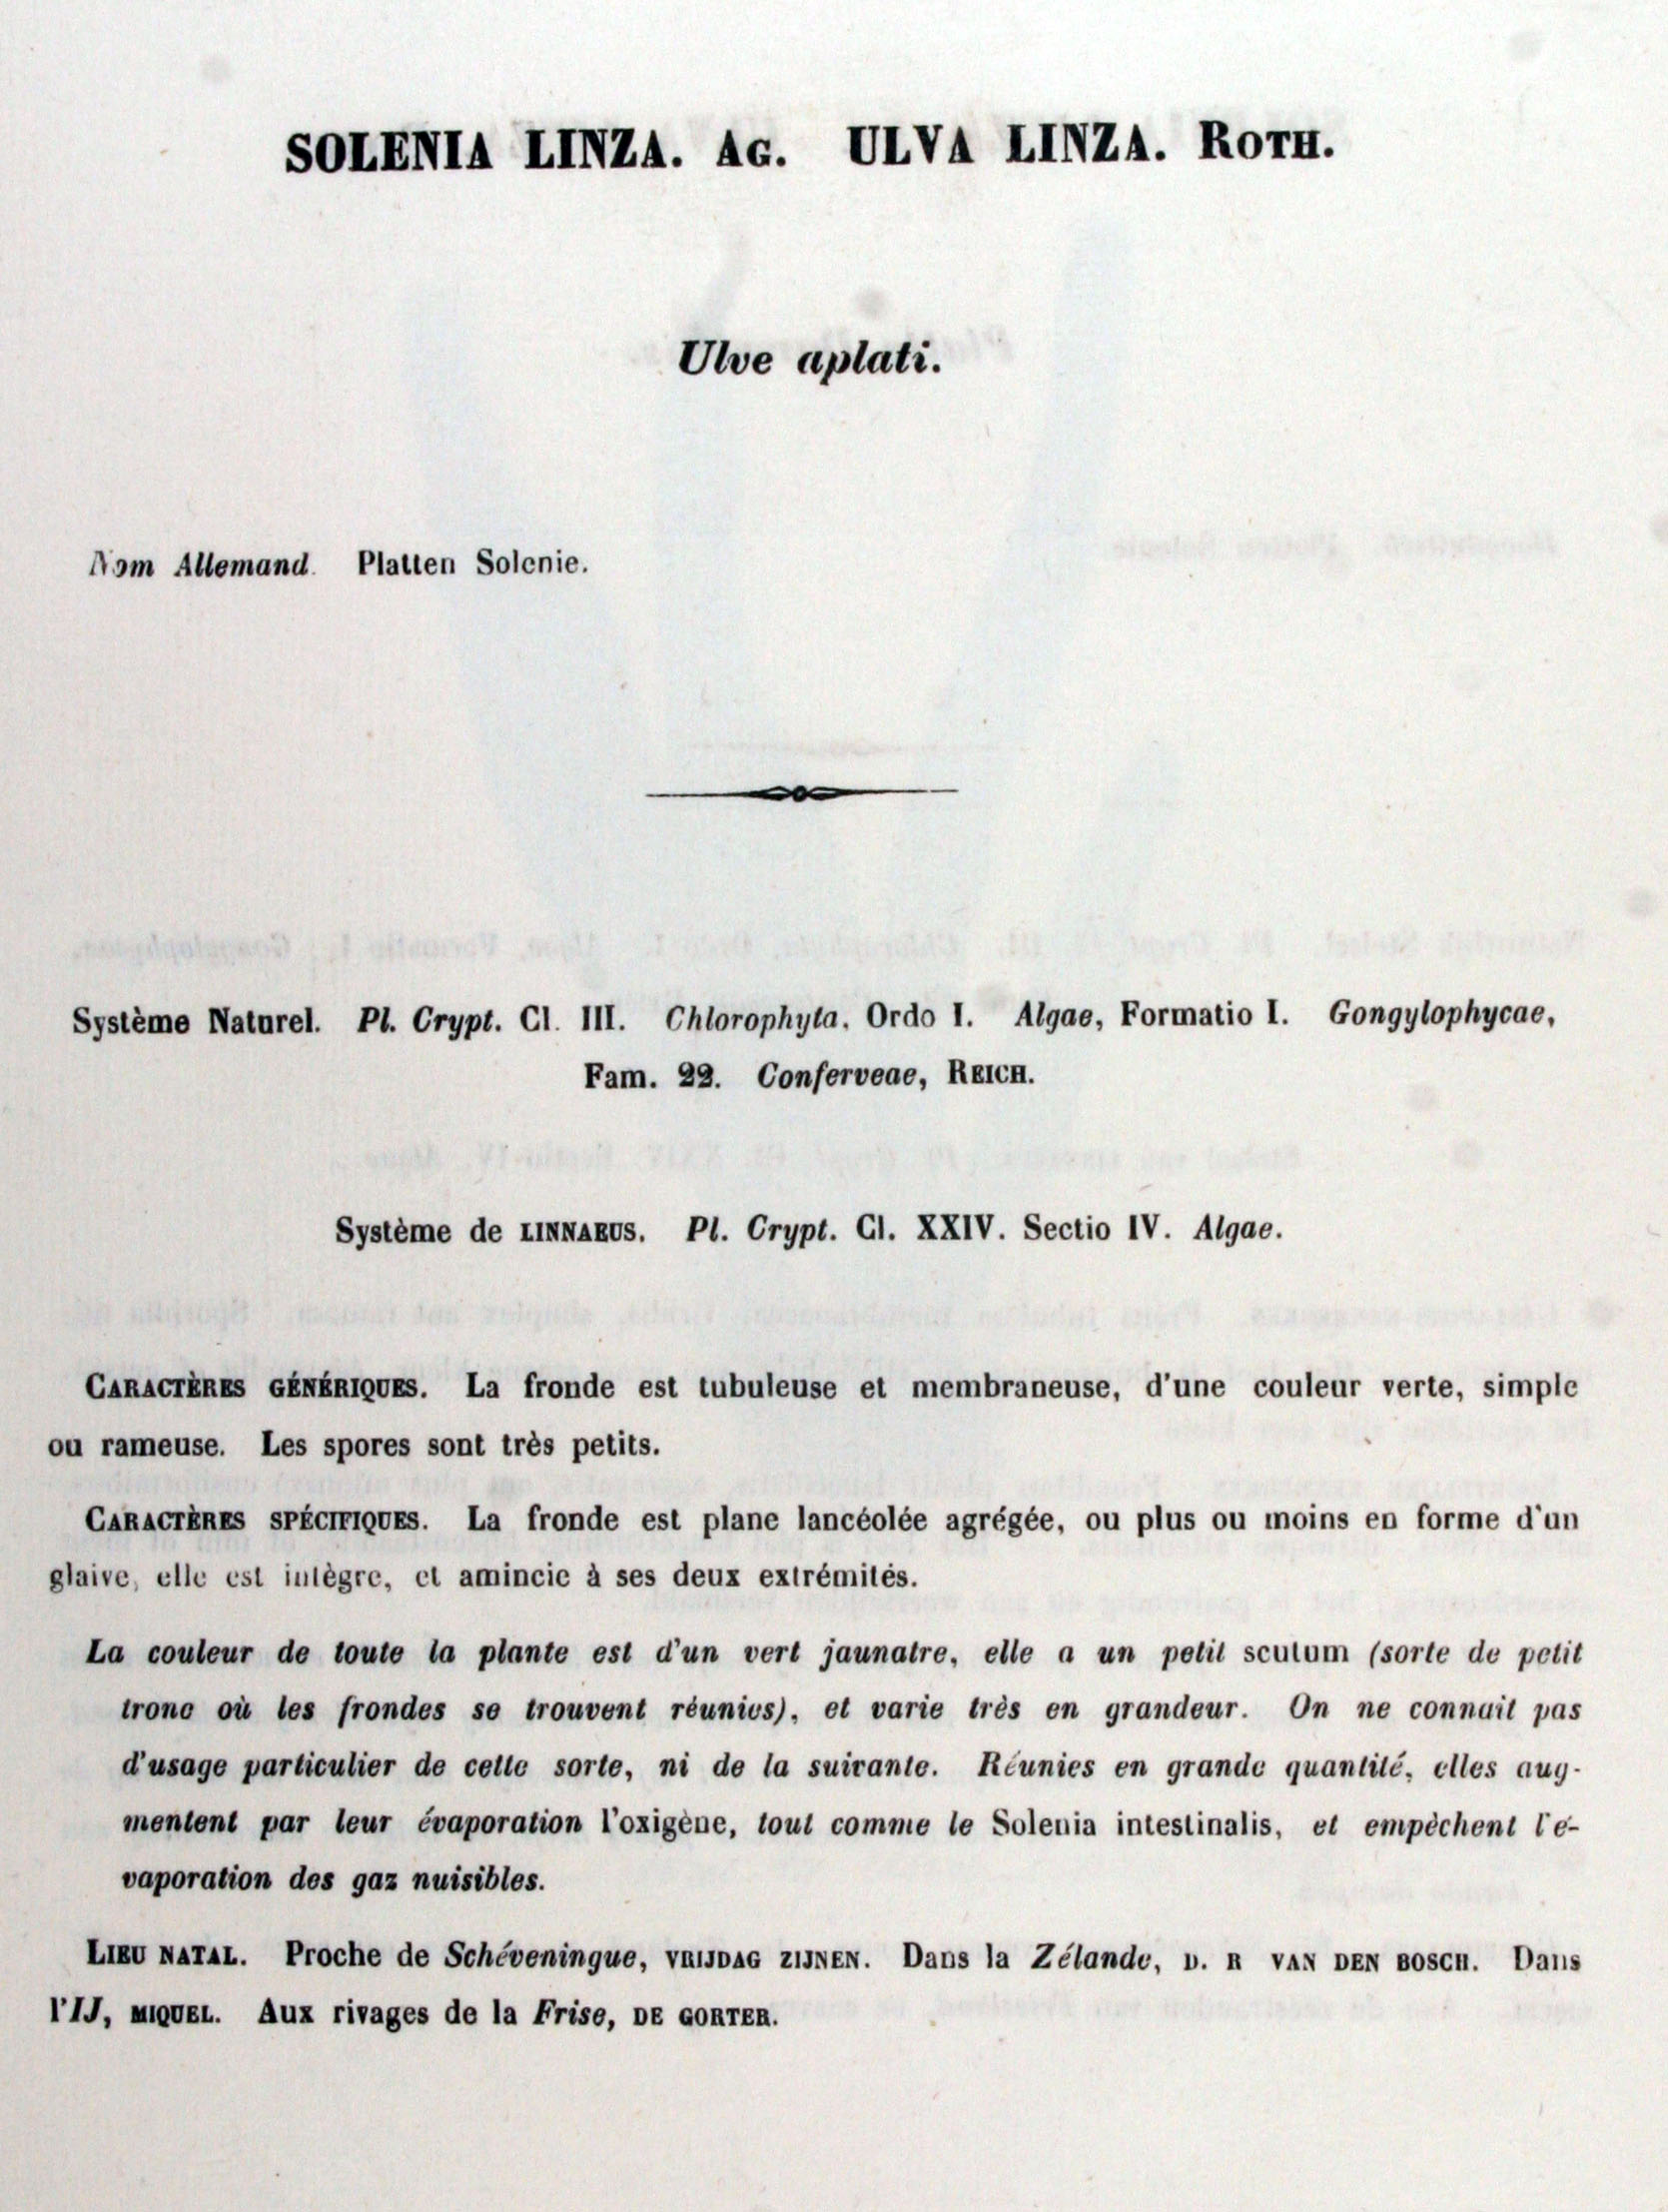 SOLENIA LINZA. AG. ULVA LINZA. ROTH.
Ulve aplati.
Nom Allemand. Platten Solenie.
Système Naturel. Pl. Crypt. Cl. III. Chlorophyta, Ordo I. Algae, Formatio I. Gongylophycae,
Fam. 22. Conferveae, REICH.
Système de LINNAEUS. Pl. Crypt. Cl. XXIV. Sectio IV. Algae.
CARACTÈRES GÉNÉRIQUES. La fronde est tubuleuse et membraneuse, d'une couleur verte, simple
ou rameuse. Les spores sont très petits.
CARACTÈRES SPÉCIFIQUES. La fronde est plane lancéolée agrégée, ou plus ou moins en forme d'un
glaive, elle est intègre, et amincie à ses deux extrémités.
La couleur de toute la plante est d'un vert jaunatre, elle a un petit scutum (sorte de petit
tronc où les frondes se trouvent réunies), et varie très en grandeur. On ne connait pas
d'usage particulier de cette sorte, ni de la suivante. Réunies en grande quantité, elles aug-
mentent par leur évaporation l'oxigène, tout comme le Solenia intestinalis, et empèchent l'é-
vaporation des gaz nuisibles.
LIEU NATAL. Proche de Schéveningue, VRIJDAG ZIJNEN. Dans la Zélande, D. R VAN DEN BOSCH. Dans
l'IJ, MIQUEL. Aux rivages de la Frise, DE GORTER.